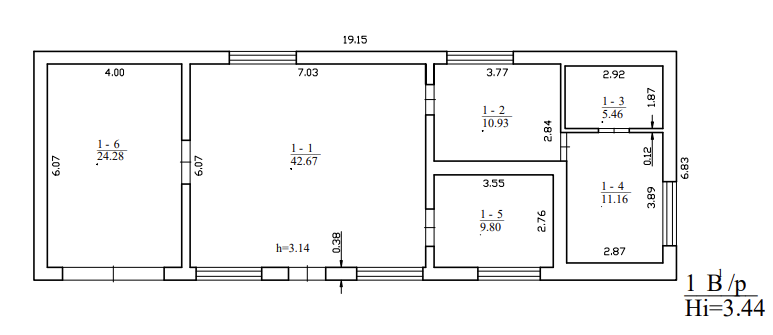 19.15
4.00
7.03
3.77
2.92
1 - 6
24.28
6.07
6.07
1 - 1
42.67
1 - 2
10.93
2.84
1 - 3
5.46
1.87
0.12
6.83
3.55
1 - 5
9.80
2.76
1 - 4
11.16
3.89
2.87
h=3.14
0.38
1 B¹/p
Hi=3.44